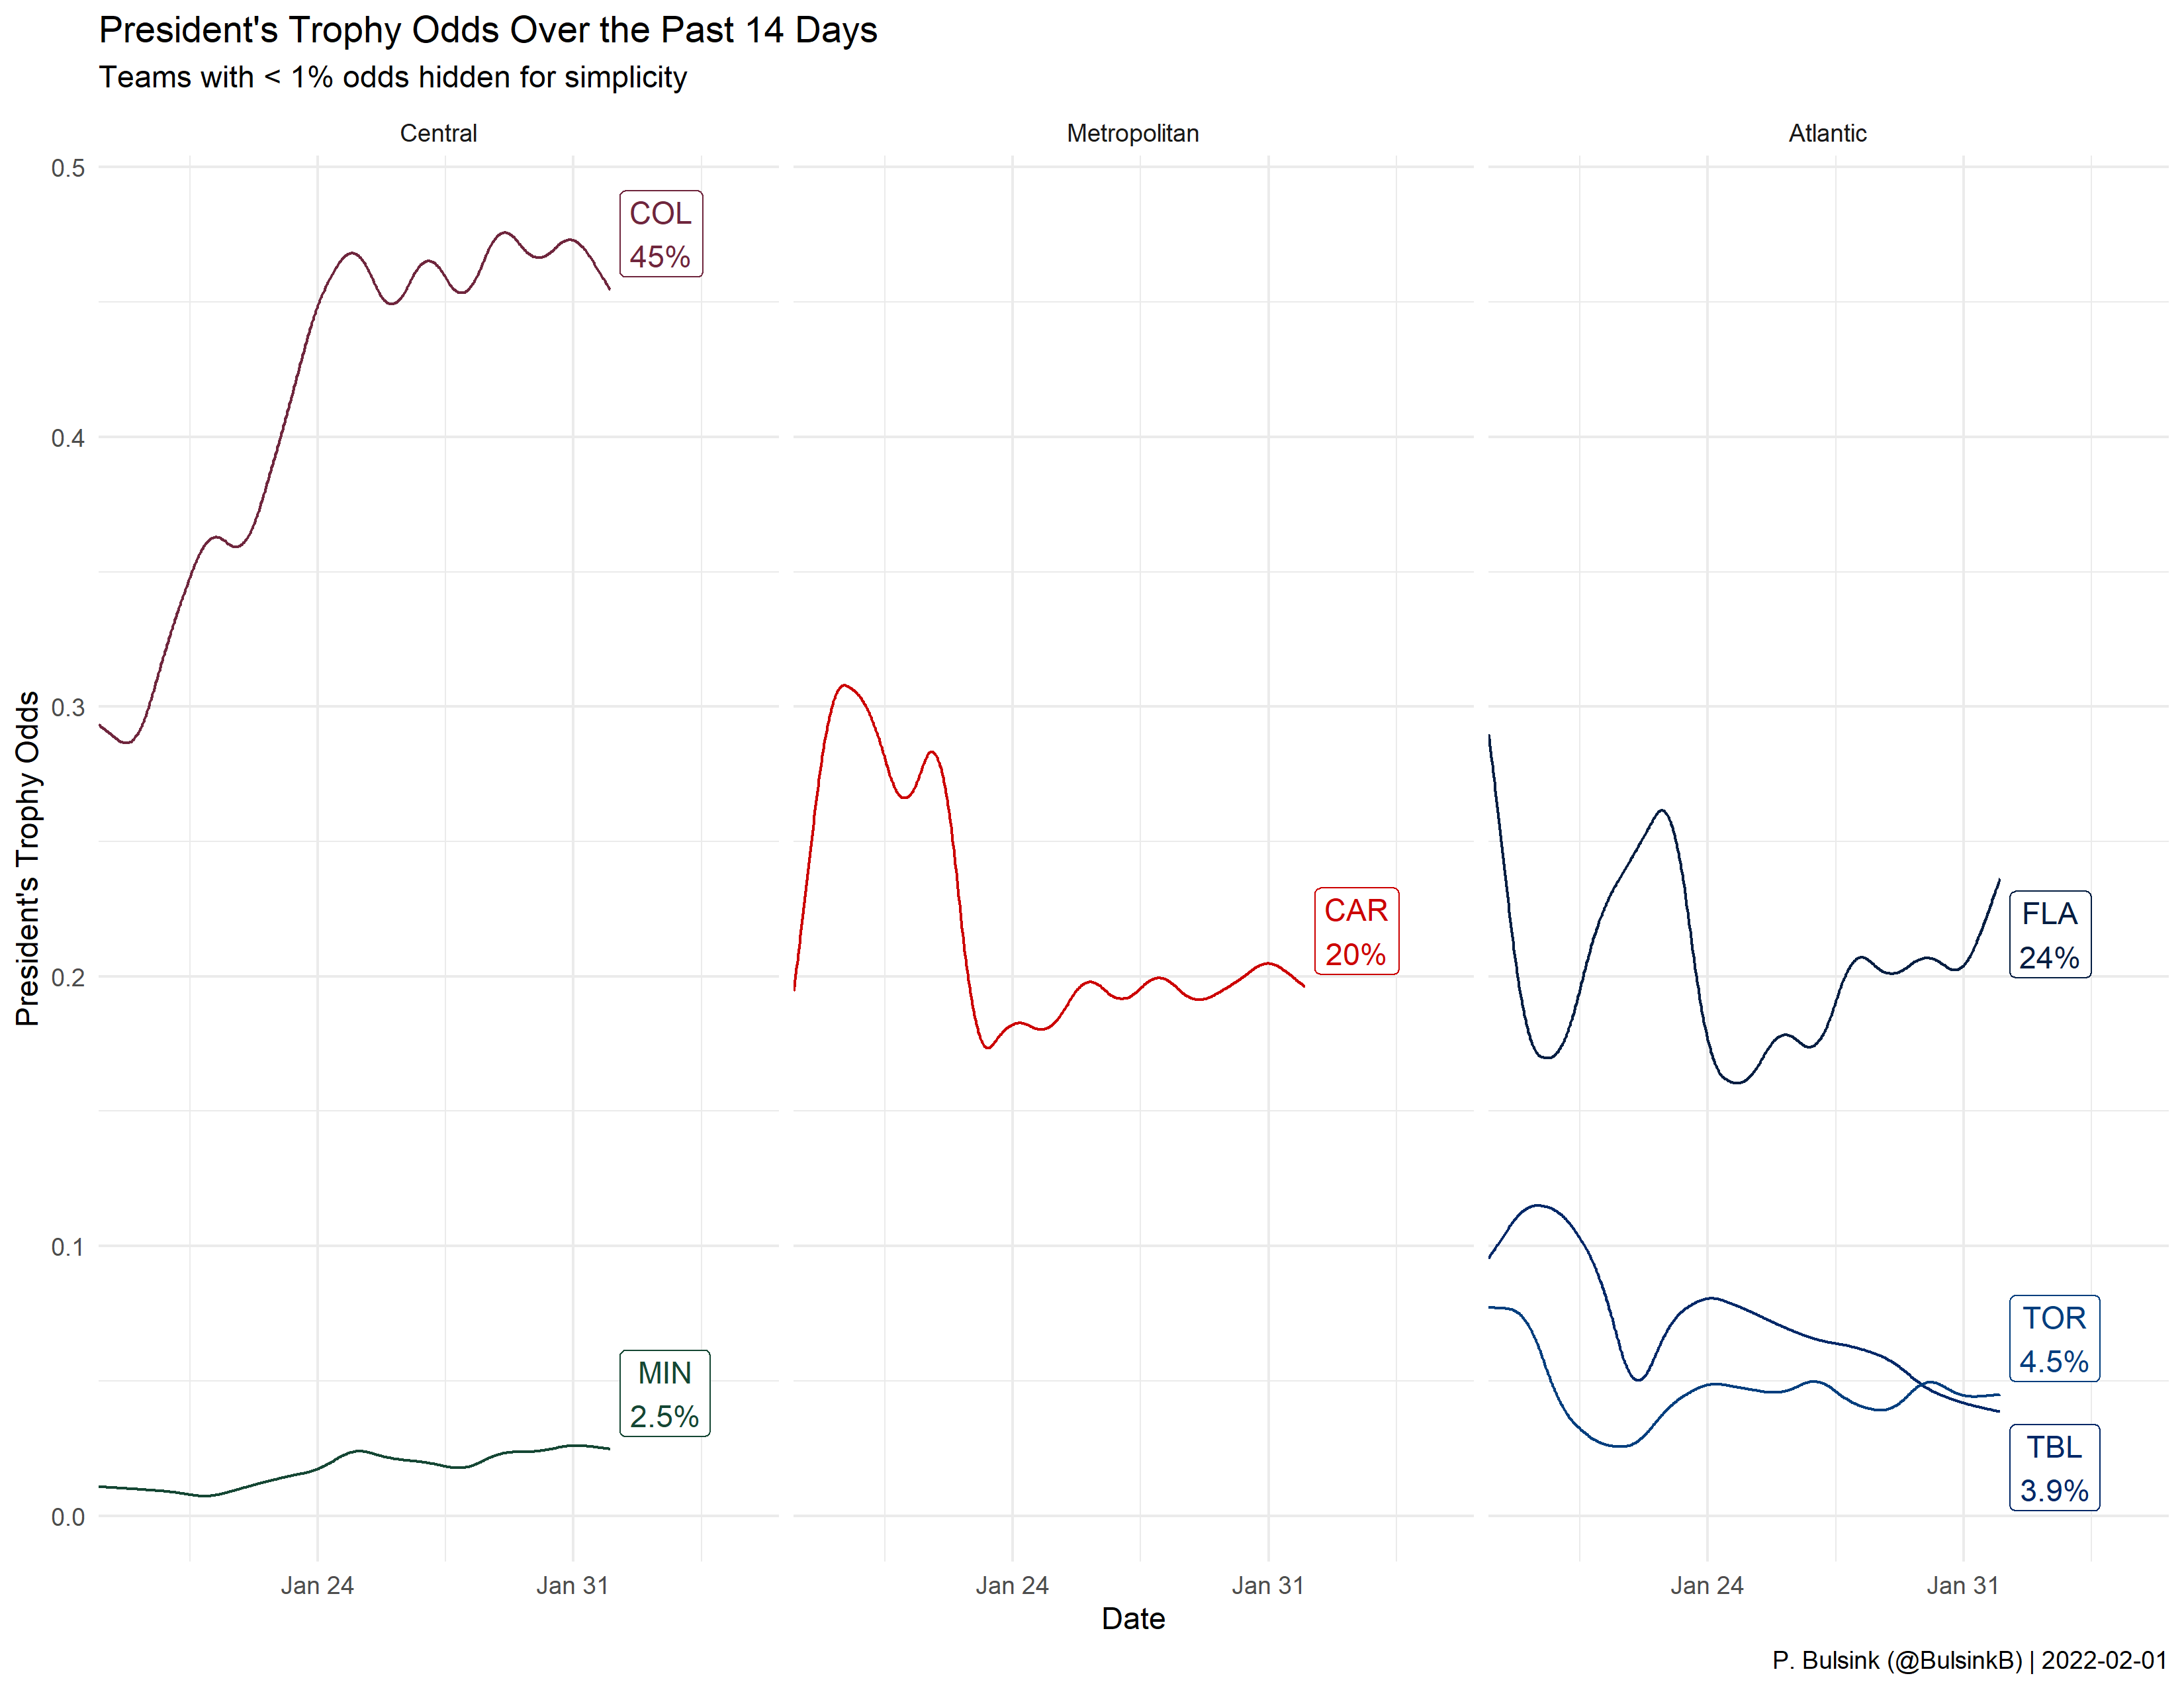 President's Trophy Odds Over the Past 14 Days
Teams with < 1% odds hidden for simplicity
Central
Metropolitan
Atlantic
President's Trophy Odds
0.5
0.4
0.3
0.2
0.1
0.0
COL
45%
MIN
2.5%
CAR
20%
FLA
24%
TOR
4.5%
TBL
3.9%
Jan 24
Jan 31
Jan 24
Jan 31
Jan 24
Jan 31
Date
P. Bulsink (@BulsinkB) | 2022-02-01